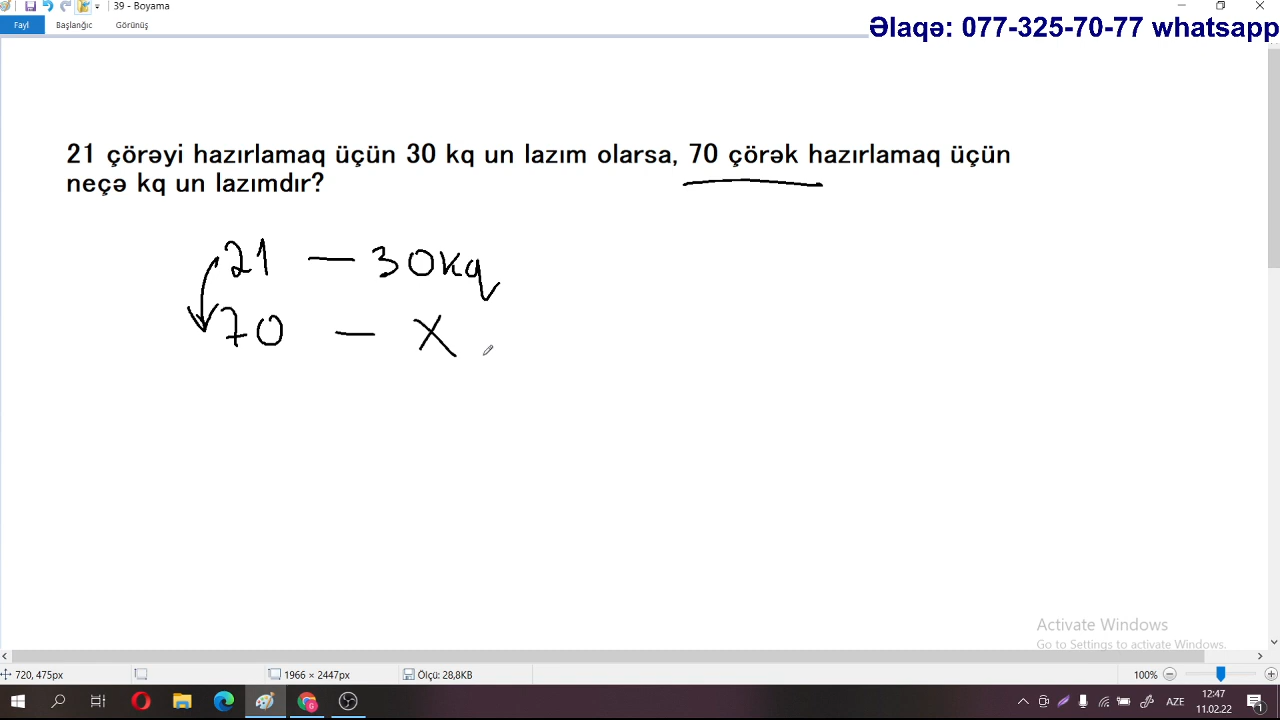 39 - Boyama
Fayl Başlanğıc Görünüş
Əlaqə: 077-325-70-77 whatsapp
21 çörəyi hazırlamaq üçün 30 kq un lazım olarsa, 70 çörək hazırlamaq üçün
neçə kq un lazımdır?
21 — 30kq
70 — X
Activate Windows
Go to Settings to activate Windows.
720, 475px 1966 × 2447px Ölçü: 28,8KB 100%
AZE 12:47
11.02.22